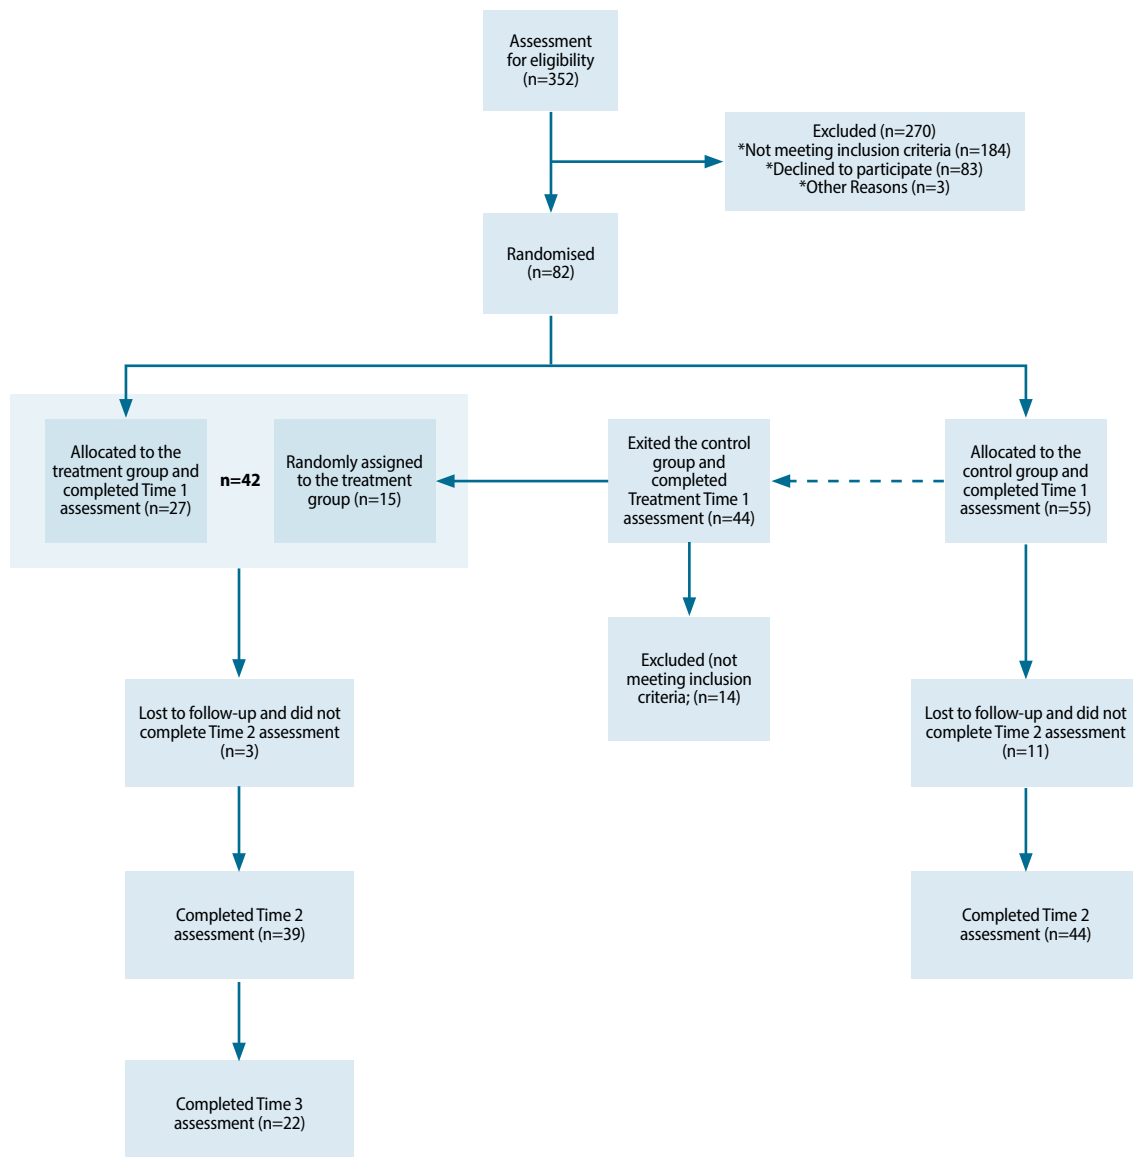 Assessment
for eligibility
(n=352)
Excluded (n=270)
*Not meeting inclusion criteria (n=184)
*Declined to participate (n=83)
*Other Reasons (n=3)
Randomised
(n=82)
Allocated to the
treatment group and
completed Time 1
assessment (n=27)
n=42
Randomly assigned
to the treatment
group (n=15)
Exited the control
group and
completed
Treatment Time 1
assessment (n=44)
Allocated to the
control group and
completed Time 1
assessment (n=55)
Excluded (not
meeting inclusion
criteria; (n=14)
Lost to follow-up and did not
complete Time 2 assessment
(n=3)
Lost to follow-up and did not
complete Time 2 assessment
(n=11)
Completed Time 2
assessment (n=39)
Completed Time 2
assessment (n=44)
Completed Time 3
assessment (n=22)